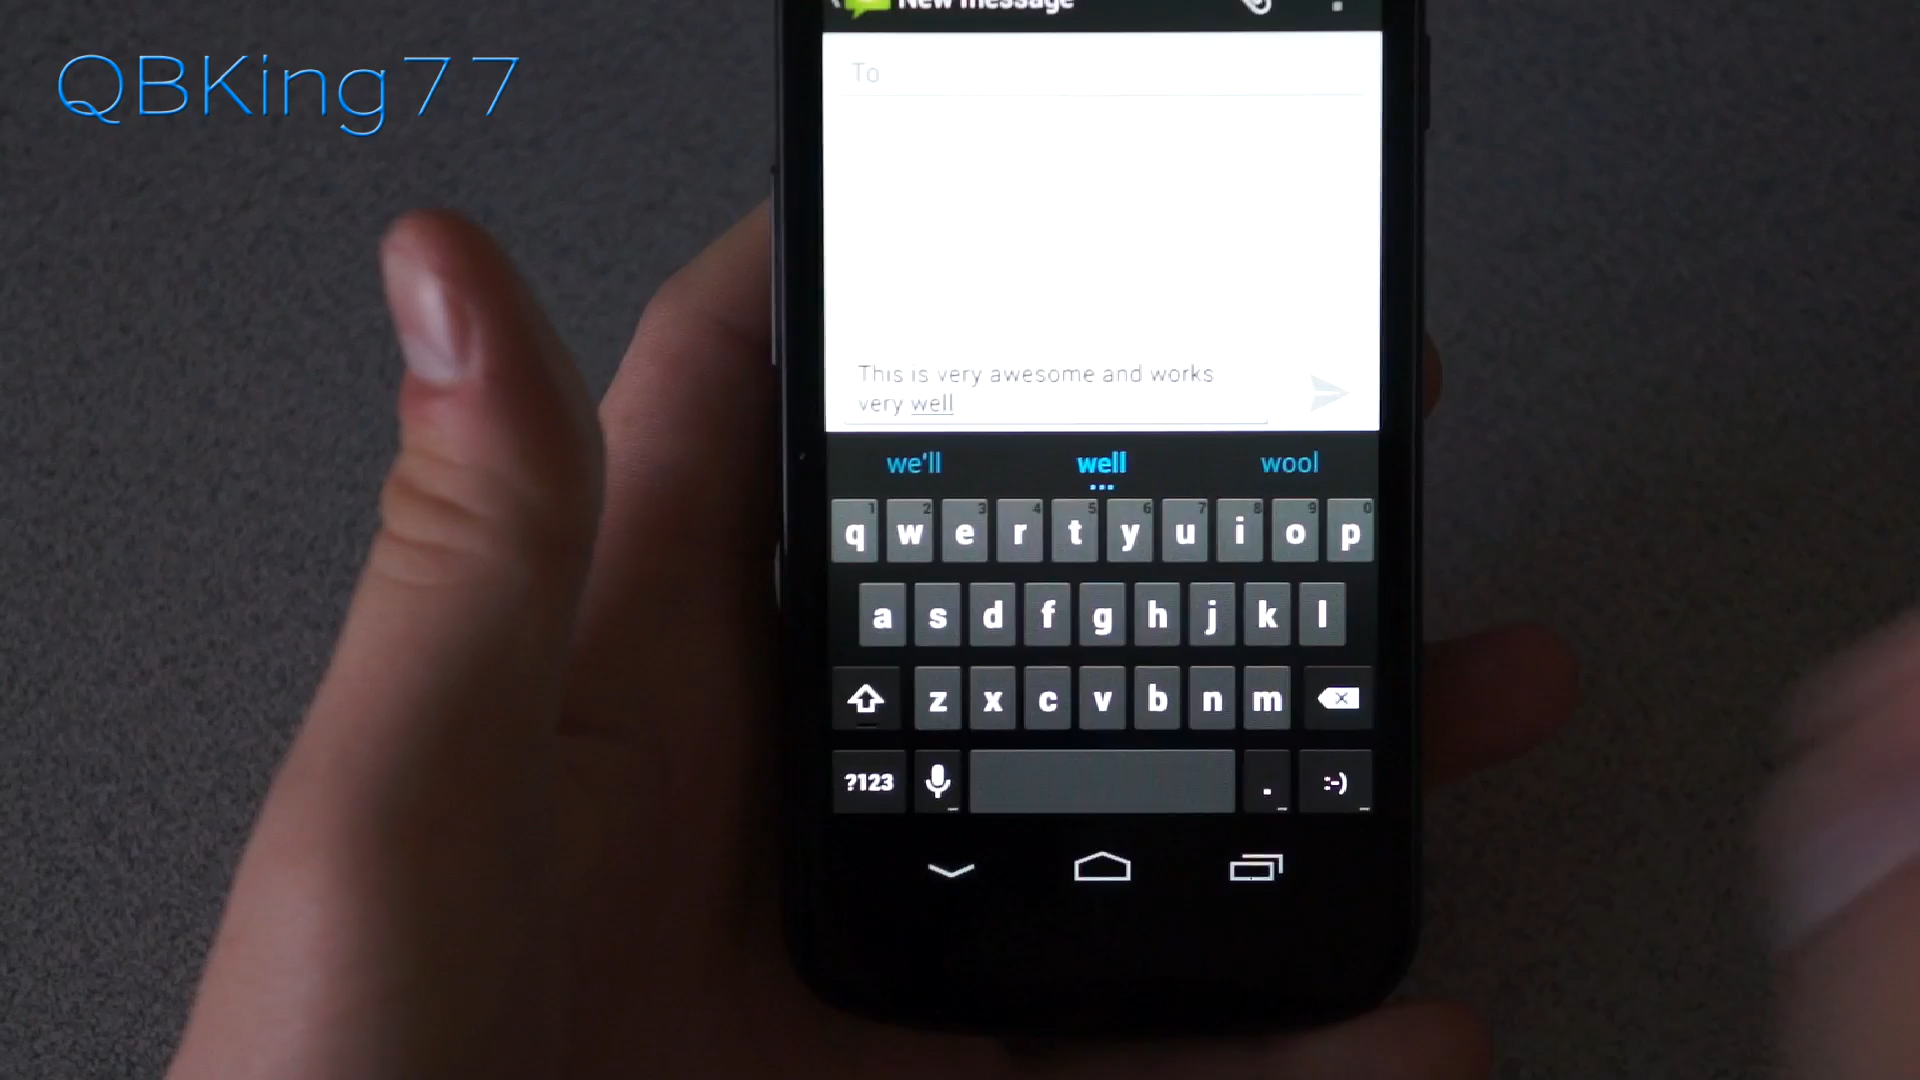 QBKing77
New message
To
This is very awesome and works
very well
we'll well wool
q 1 w 2 e 3 r 4 t 5 y 6 u 7 i 8 o 9 p 0
a s d f g h j k l
z x c v b n m
?123 . :-)